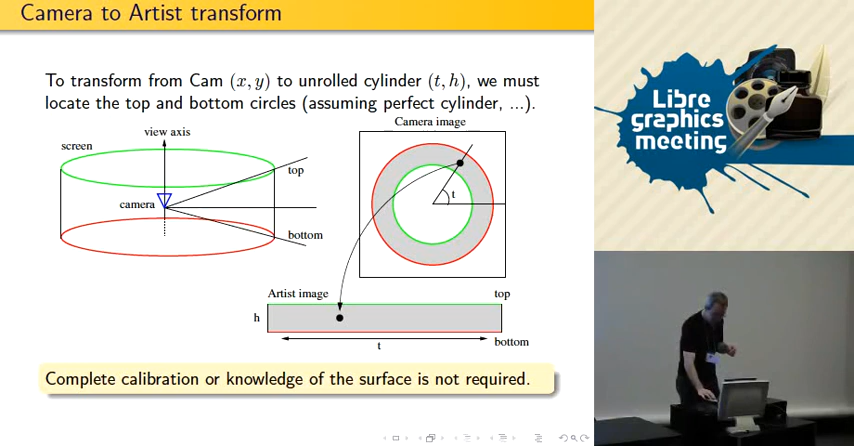 Camera to Artist transform
To transform from Cam (x, y) to unrolled cylinder (t, h), we must
locate the top and bottom circles (assuming perfect cylinder, ...).
Camera image
view axis
screen
top
camera
bottom
t
Artist image
top
h
t
bottom
Complete calibration or knowledge of the surface is not required.
Libre
graphics
meeting